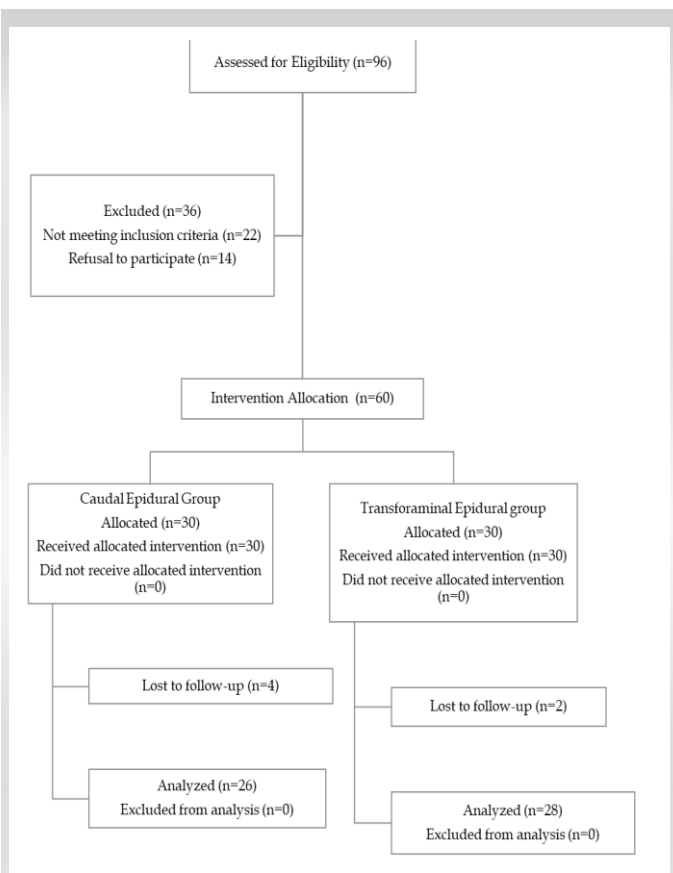 Assessed for Eligibility (n=96)
Excluded (n=36)
Not meeting inclusion criteria (n=22)
Refusal to participate (n=14)
Intervention Allocation (n=60)
Caudal Epidural Group
Allocated (n=30)
Received allocated intervention (n=30)
Did not receive allocated intervention
(n=0)
Transforaminal Epidural group
Allocated (n=30)
Received allocated intervention (n=30)
Did not receive allocated intervention
(n=0)
Lost to follow-up (n=4)
Lost to follow-up (n=2)
Analyzed (n=26)
Excluded from analysis (n=0)
Analyzed (n=28)
Excluded from analysis (n=0)